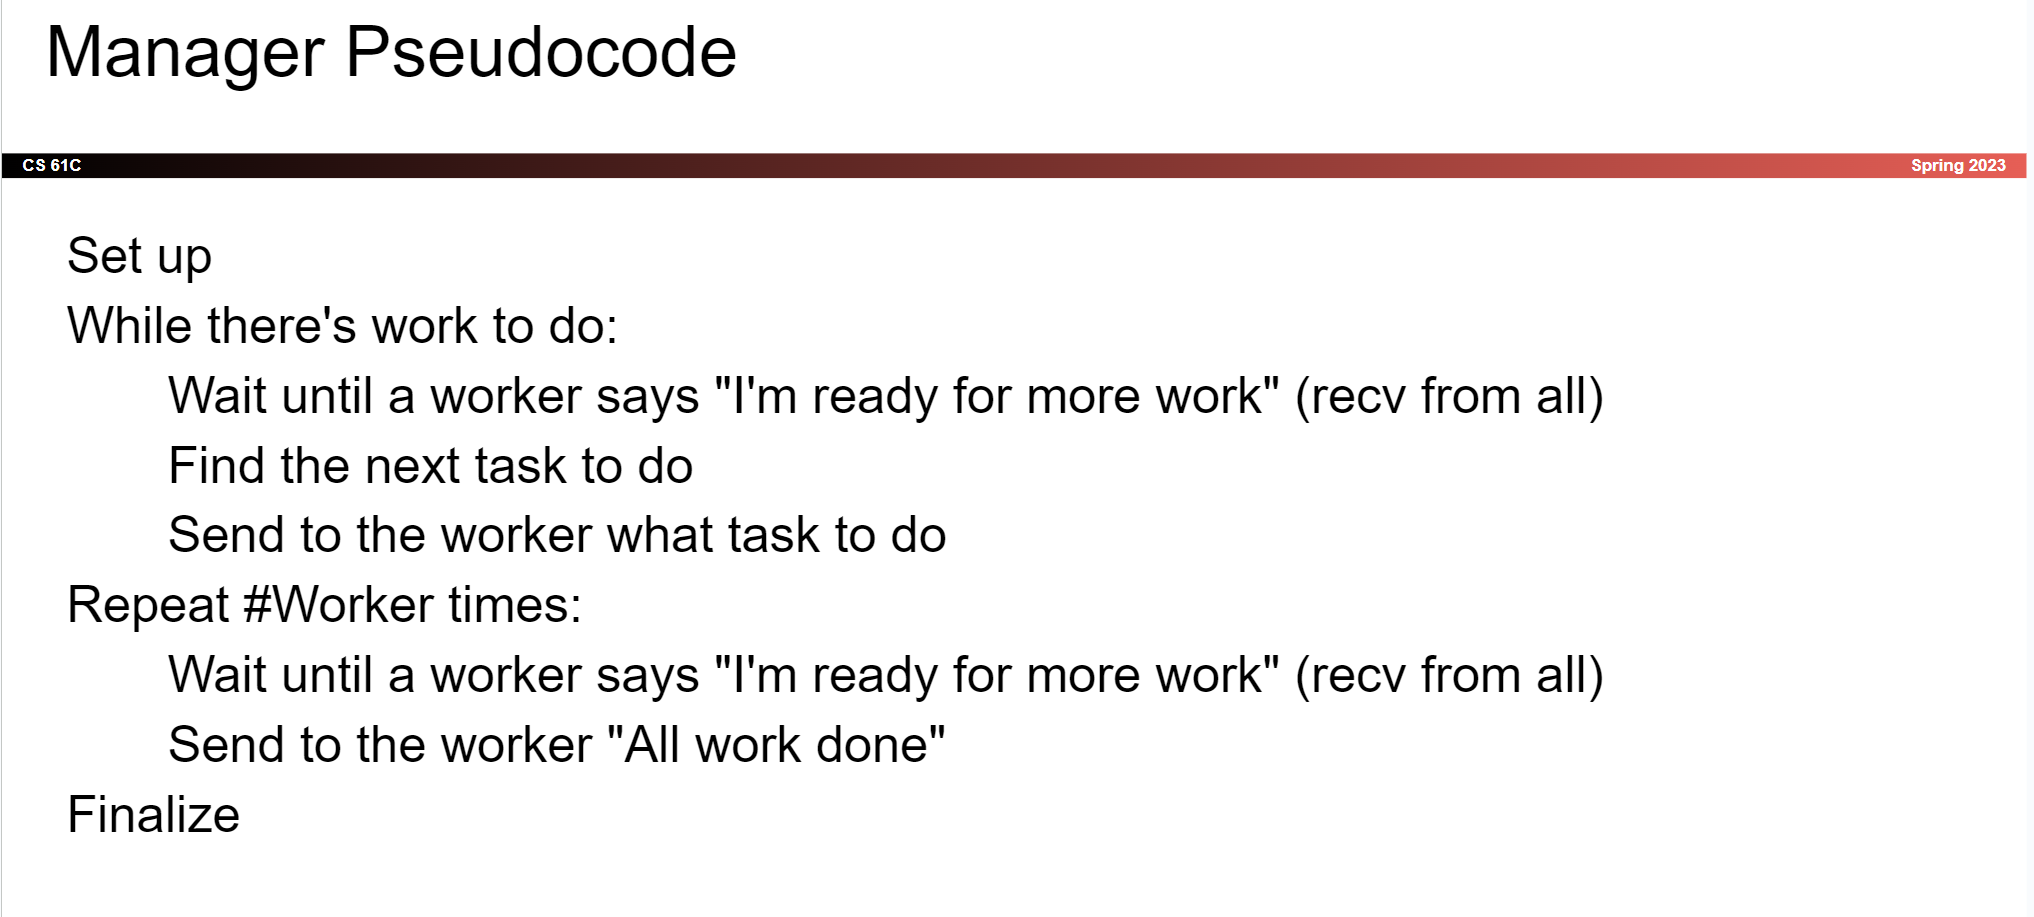 Manager Pseudocode
CS 61C
Spring 2023
Set up
While there's work to do:
Wait until a worker says "I'm ready for more work" (recv from all)
Find the next task to do
Send to the worker what task to do
Repeat #Worker times:
Wait until a worker says "I'm ready for more work" (recv from all)
Send to the worker "All work done"
Finalize